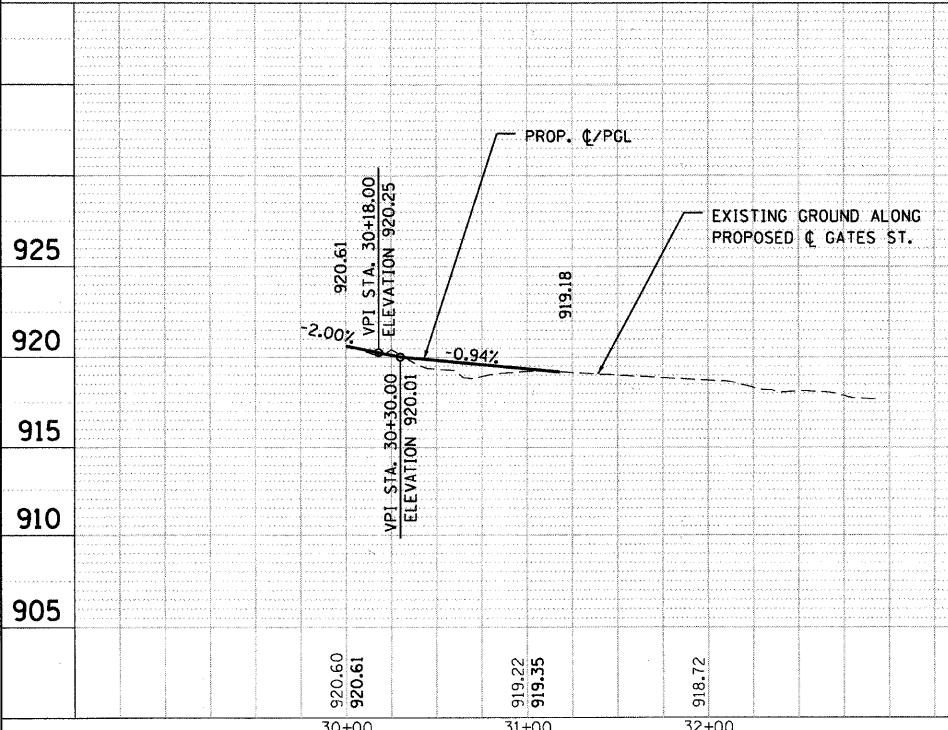 PROP. ℄/PGL
EXISTING GROUND ALONG
PROPOSED ℄ GATES ST.
920.61
VPI STA. 30+18.00
ELEVATION 920.25
919.18
-2.00%
-0.94%
VPI STA. 30+30.00
ELEVATION 920.01
925
920
915
910
905
920.60
920.61
919.22
919.35
918.72
30+00
31+00
32+00